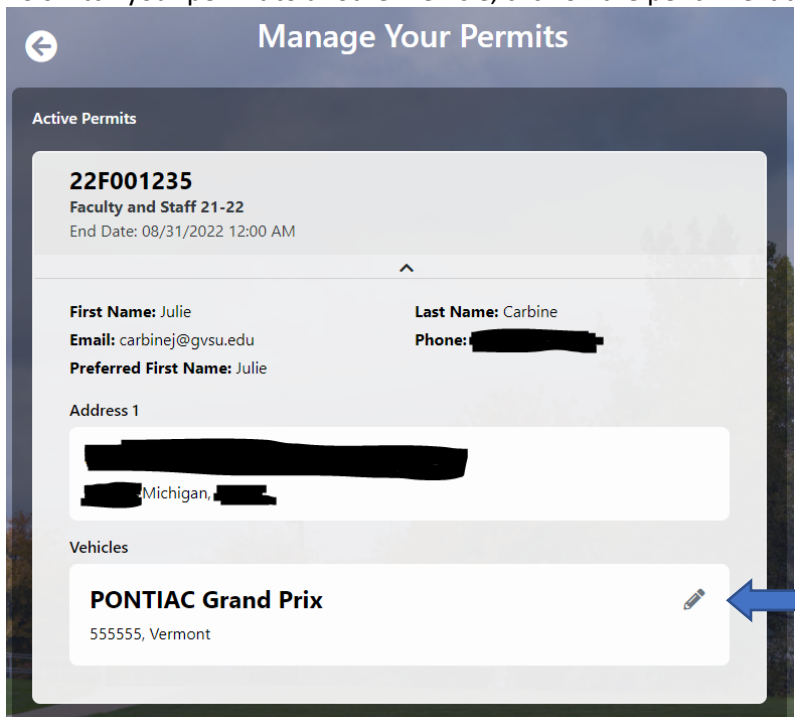 Manage Your Permits
Active Permits
22F001235
Faculty and Staff 21-22
End Date: 08/31/2022 12:00 AM
First Name: Julie Last Name: Carbine
Email: carbinej@gvsu.edu Phone:
Preferred First Name: Julie
Address 1
Michigan,
Vehicles
PONTIAC Grand Prix
555555, Vermont